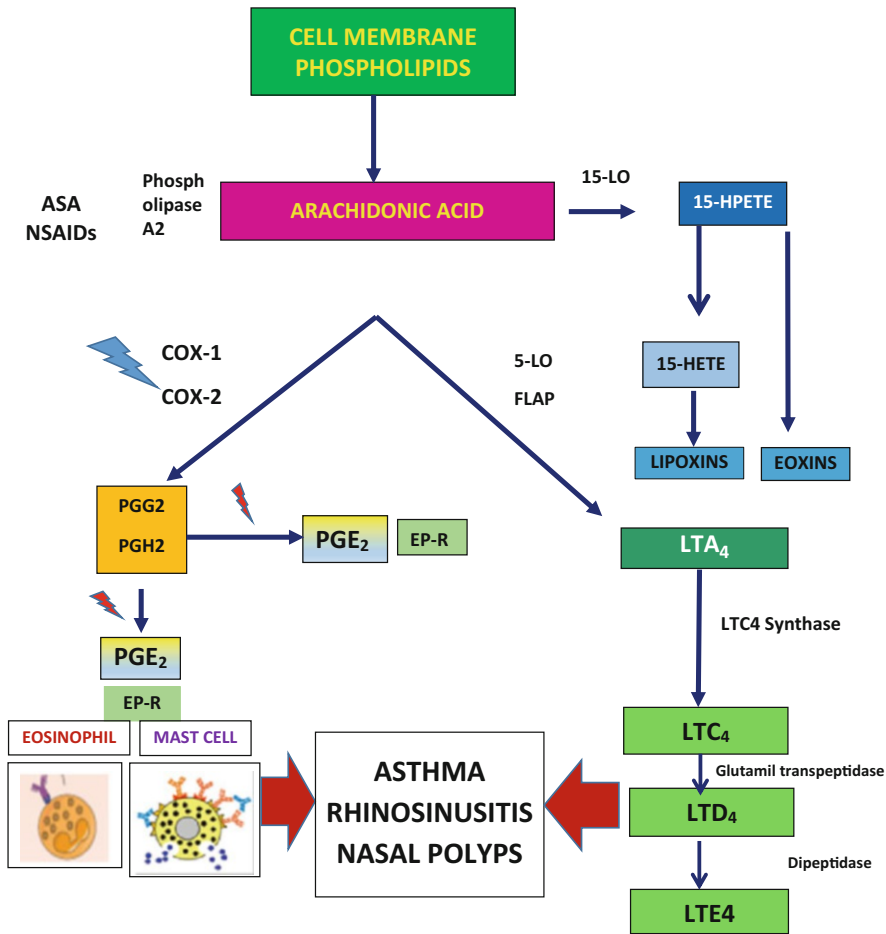 CELL MEMBRANE
PHOSPHOLIPIDS
ASA
NSAIDs
Phosph
olipase
A2
ARACHIDONIC ACID
15-LO
15-HPETE
COX-1
COX-2
5-LO
FLAP
15-HETE
LIPOXINS
EOXINS
PGG2
PGH2
PGE₂
EP-R
LTA₄
LTC4 Synthase
PGE₂
EP-R
EOSINOPHIL
MAST CELL
ASTHMA
RHINOSINUSITIS
NASAL POLYPS
LTC₄
Glutamil transpeptidase
LTD₄
Dipeptidase
LTE4